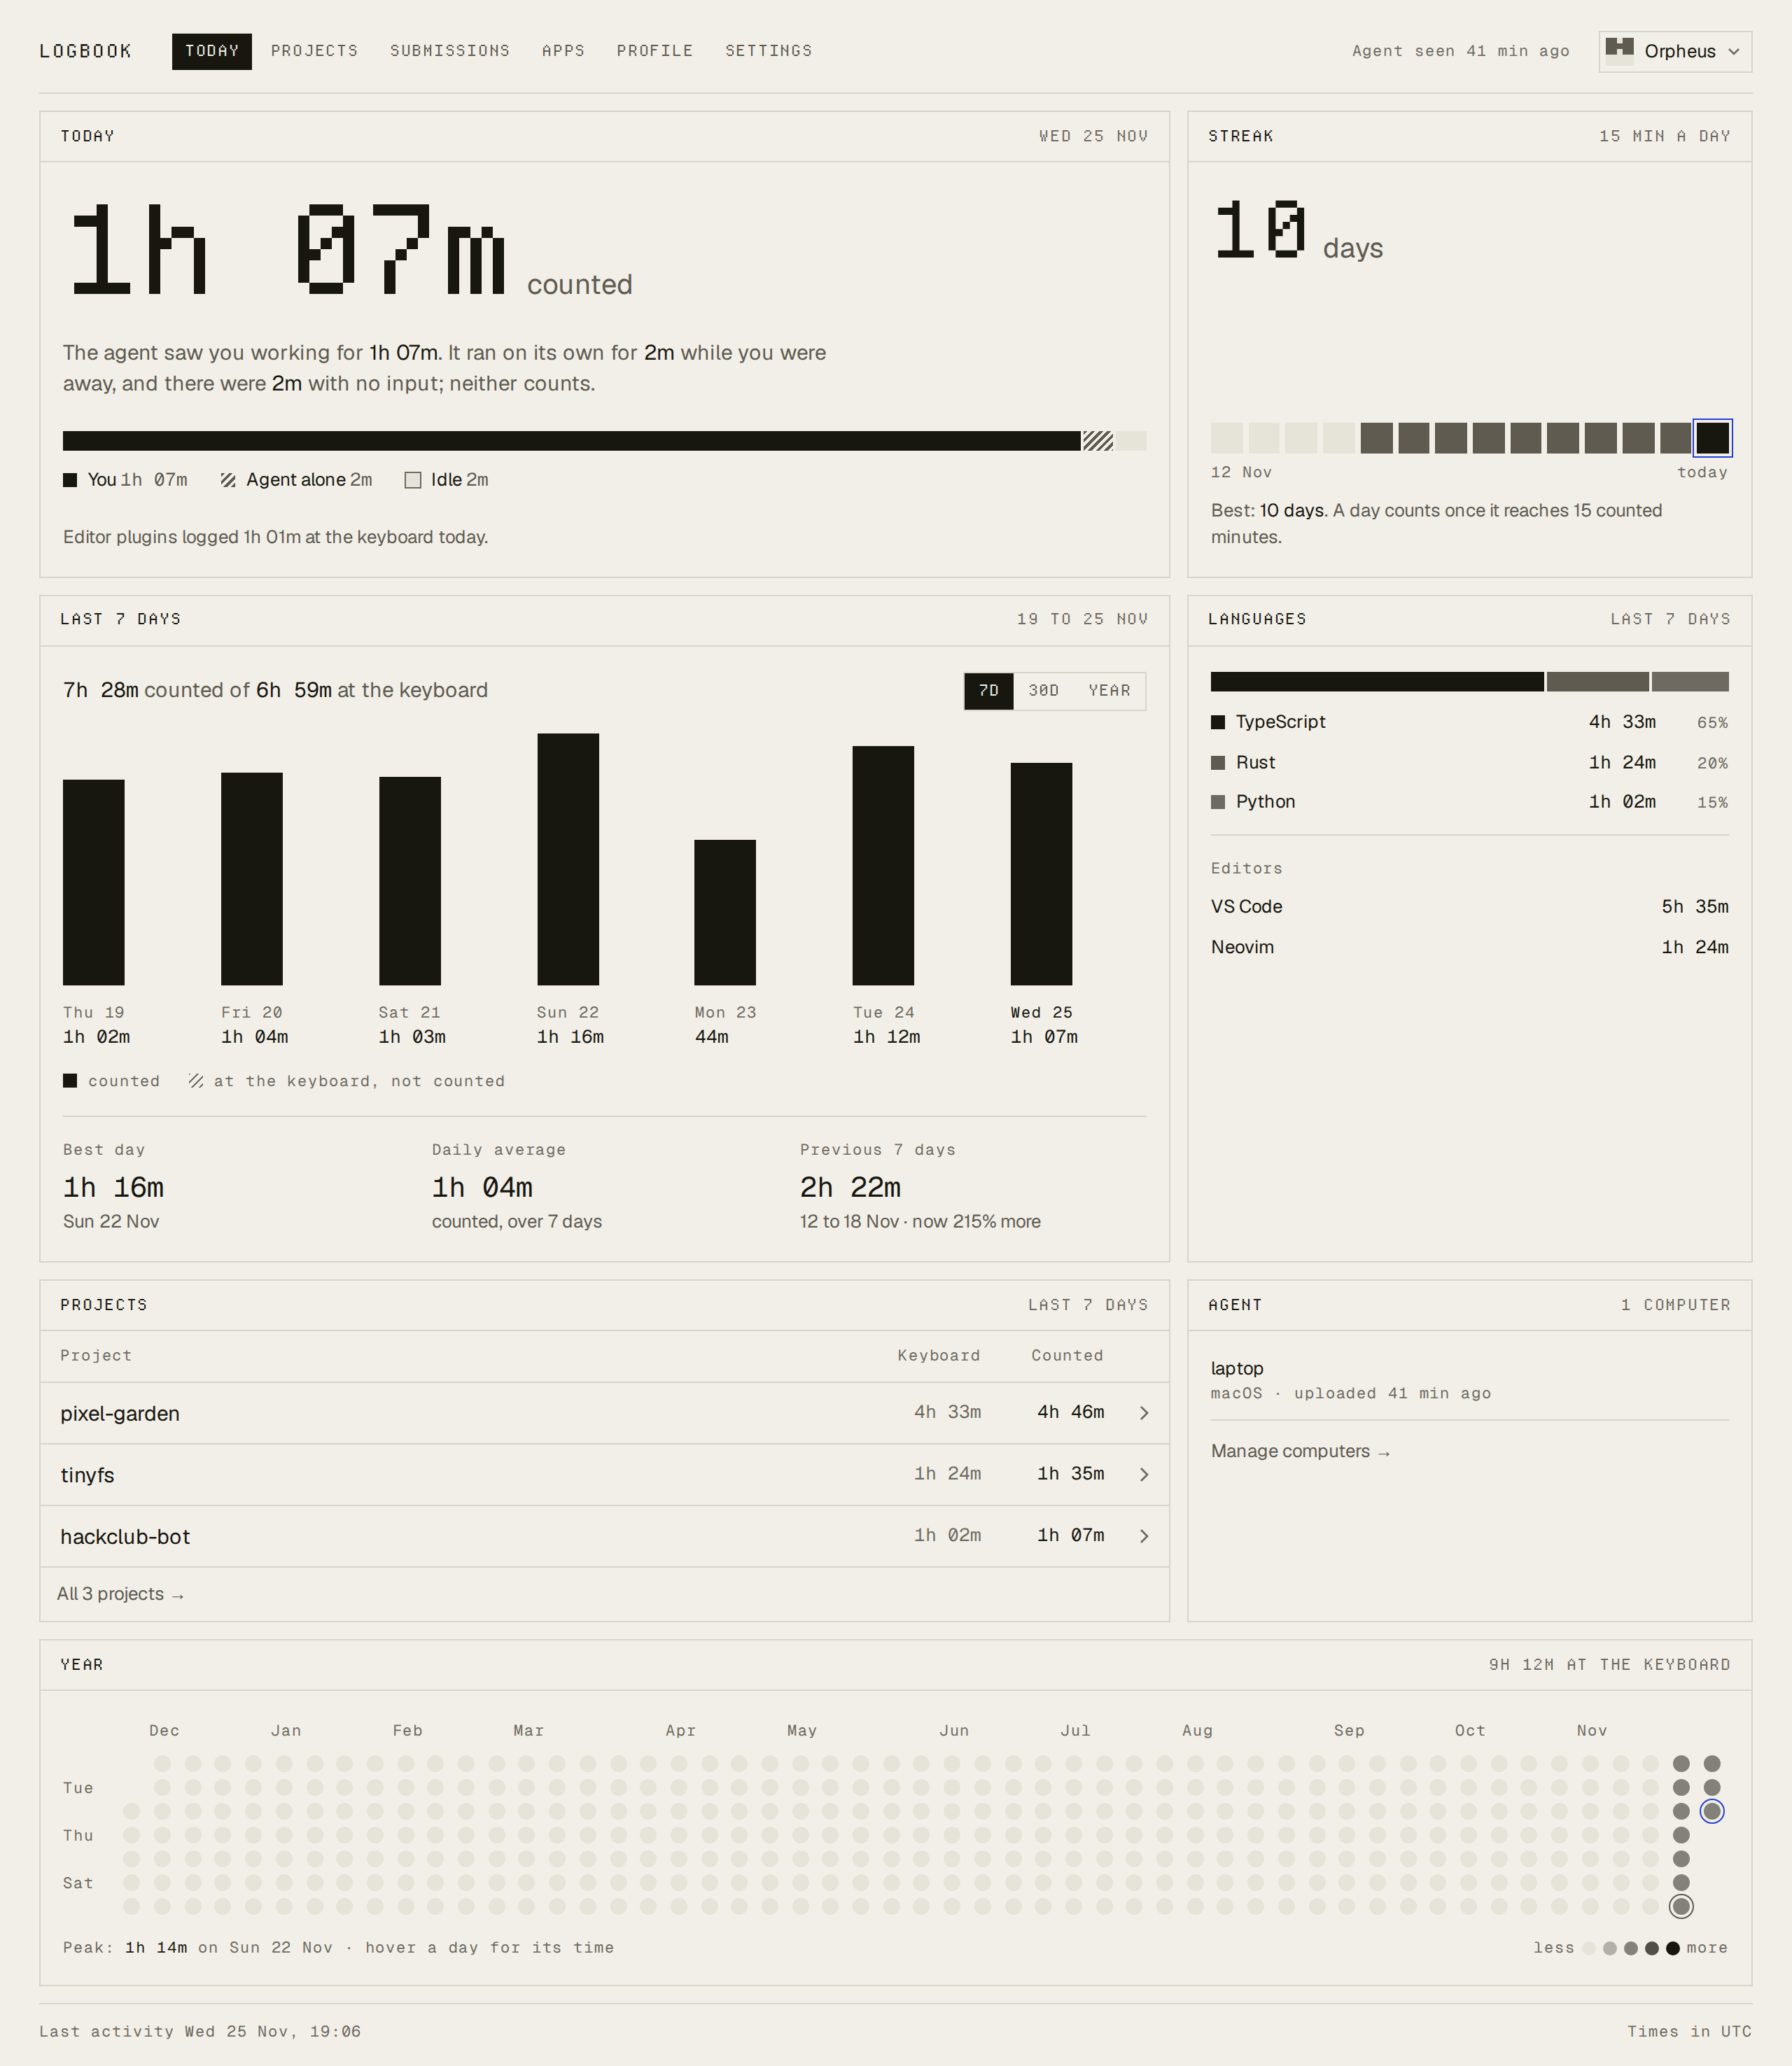 LOGBOOK TODAY PROJECTS SUBMISSIONS APPS PROFILE SETTINGS Agent seen 41 min ago Orpheus
TODAY WED 25 NOV
1h 07m counted
The agent saw you working for 1h 07m. It ran on its own for 2m while you were
away, and there were 2m with no input; neither counts.
You 1h 07m Agent alone 2m Idle 2m
Editor plugins logged 1h 01m at the keyboard today.
STREAK 15 MIN A DAY
10 days
12 Nov today
Best: 10 days. A day counts once it reaches 15 counted
minutes.
LAST 7 DAYS 19 TO 25 NOV
7h 28m counted of 6h 59m at the keyboard 7D 30D YEAR
Thu 19 Fri 20 Sat 21 Sun 22 Mon 23 Tue 24 Wed 25
1h 02m 1h 04m 1h 03m 1h 16m 44m 1h 12m 1h 07m
counted at the keyboard, not counted
Best day Daily average Previous 7 days
1h 16m 1h 04m 2h 22m
Sun 22 Nov counted, over 7 days 12 to 18 Nov · now 215% more
LANGUAGES LAST 7 DAYS
TypeScript 4h 33m 65%
Rust 1h 24m 20%
Python 1h 02m 15%
Editors
VS Code 5h 35m
Neovim 1h 24m
PROJECTS LAST 7 DAYS
Project Keyboard Counted
pixel-garden 4h 33m 4h 46m
tinyfs 1h 24m 1h 35m
hackclub-bot 1h 02m 1h 07m
All 3 projects →
AGENT 1 COMPUTER
laptop
macOS · uploaded 41 min ago
Manage computers →
YEAR 9H 12M AT THE KEYBOARD
Dec Jan Feb Mar Apr May Jun Jul Aug Sep Oct Nov
Tue
Thu
Sat
Peak: 1h 14m on Sun 22 Nov · hover a day for its time less more
Last activity Wed 25 Nov, 19:06 Times in UTC